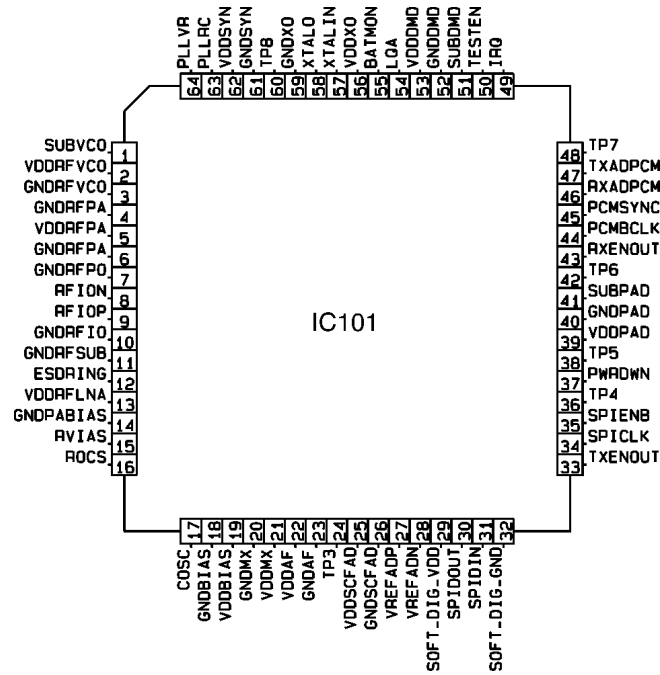 PLLVR
PLLRC
VDDSYN
GNDSYN
TP8
GNDXO
XTALO
XTALIN
VDDXO
BATMON
LQA
VDDDMD
GNDDMD
SUBDMD
TESTEN
IRQ
64 63 62 61 60 59 58 57 56 55 54 53 52 51 50 49
SUBVCO 1
VDDRFVCO 2
GNDRFVCO 3
GNDRFPA 4
VDDRFPA 5
GNDRFPA 6
GNDRFPO 7
RFION 8
RFIOP 9
GNDRFIO 10
GNDRFSUB 11
ESDRING 12
VDDRFLNA 13
GNDPABIAS 14
RVIAS 15
ROCS 16
IC101
48 TP7
47 TXADPCM
46 RXADPCM
45 PCMSYNC
44 PCMBCLK
43 RXENOUT
42 TP6
41 SUBPAD
40 GNDPAD
39 VDDPAD
38 TP5
37 PWRDWN
36 TP4
35 SPIENB
34 SPICLK
33 TXENOUT
17 18 19 20 21 22 23 24 25 26 27 28 29 30 31 32
COSC
GNDBIAS
VDDBIAS
GNDMX
VDDMX
VDDAF
GNDAF
TP3
VDDSCFAD
GNDSCFAD
VREFADP
VREFADN
SOFT_DIG_VDD
SPIDOUT
SPIDIN
SOFT_DIG_GND